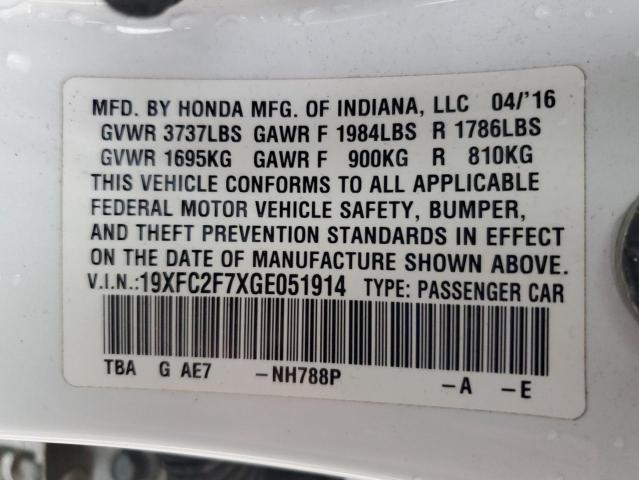 MFD. BY HONDA MFG. OF INDIANA, LLC 04/'16
GVWR 3737LBS GAWR F 1984LBS R 1786LBS
GVWR 1695KG GAWR F 900KG R 810KG
THIS VEHICLE CONFORMS TO ALL APPLICABLE
FEDERAL MOTOR VEHICLE SAFETY, BUMPER,
AND THEFT PREVENTION STANDARDS IN EFFECT
ON THE DATE OF MANUFACTURE SHOWN ABOVE.
V.I.N.:19XFC2F7XGE051914 TYPE: PASSENGER CAR
TBA G AE7 –NH788P –A –E